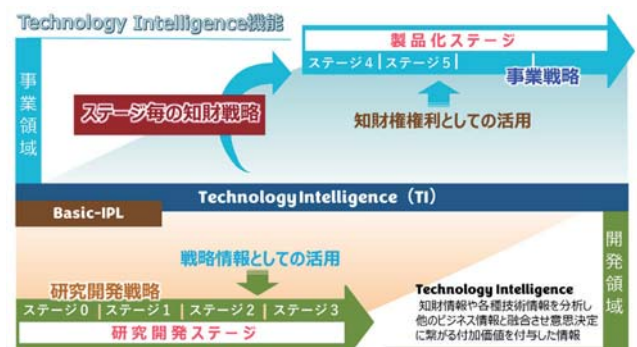 Technology Intelligence機能
製品化ステージ
ステージ4 | ステージ5 |
事業戦略
事業領域
ステージ毎の知財戦略
知財権権利としての活用
Technology Intelligence（TI）
Basic-IPL
戦略情報としての活用
研究開発戦略
ステージ0 | ステージ1 | ステージ2 | ステージ3
研究開発ステージ
Technology Intelligence
知財情報や各種技術情報を分析し
他のビジネス情報と融合させ意思決定
に繋がる付加価値を付与した情報
開発領域